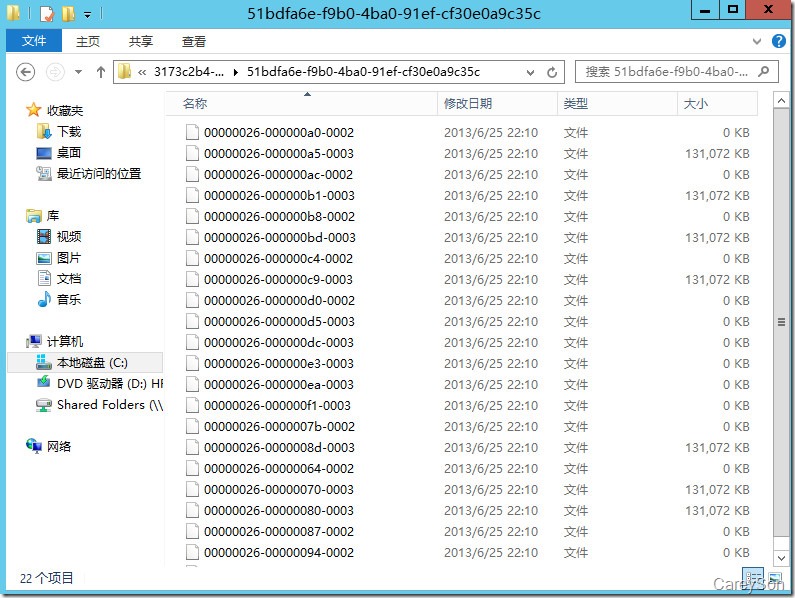 51bdfa6e-f9b0-4ba0-91ef-cf30e0a9c35c
文件 主页 共享 查看
« 3173c2b4-... 51bdfa6e-f9b0-4ba0-91ef-cf30e0a9c35c 搜索 51bdfa6e-f9b0-4ba0-...
收藏夹
下载
桌面
最近访问的位置
库
视频
图片
文档
音乐
计算机
本地磁盘 (C:)
DVD 驱动器 (D:) HF
Shared Folders (\\
网络
名称 修改日期 类型 大小
00000026-000000a0-0002 2013/6/25 22:10 文件 0 KB
00000026-000000a5-0003 2013/6/25 22:10 文件 131,072 KB
00000026-000000ac-0002 2013/6/25 22:10 文件 0 KB
00000026-000000b1-0003 2013/6/25 22:10 文件 131,072 KB
00000026-000000b8-0002 2013/6/25 22:10 文件 0 KB
00000026-000000bd-0003 2013/6/25 22:10 文件 131,072 KB
00000026-000000c4-0002 2013/6/25 22:10 文件 0 KB
00000026-000000c9-0003 2013/6/25 22:10 文件 131,072 KB
00000026-000000d0-0002 2013/6/25 22:10 文件 0 KB
00000026-000000d5-0003 2013/6/25 22:10 文件 0 KB
00000026-000000dc-0003 2013/6/25 22:10 文件 0 KB
00000026-000000e3-0003 2013/6/25 22:10 文件 0 KB
00000026-000000ea-0003 2013/6/25 22:10 文件 0 KB
00000026-000000f1-0003 2013/6/25 22:10 文件 0 KB
00000026-0000007b-0002 2013/6/25 22:10 文件 0 KB
00000026-0000008d-0003 2013/6/25 22:10 文件 131,072 KB
00000026-00000064-0002 2013/6/25 22:10 文件 0 KB
00000026-00000070-0003 2013/6/25 22:10 文件 131,072 KB
00000026-00000080-0003 2013/6/25 22:10 文件 131,072 KB
00000026-00000087-0002 2013/6/25 22:10 文件 0 KB
00000026-00000094-0002 2013/6/25 22:10 文件 0 KB
22 个项目
CareySon